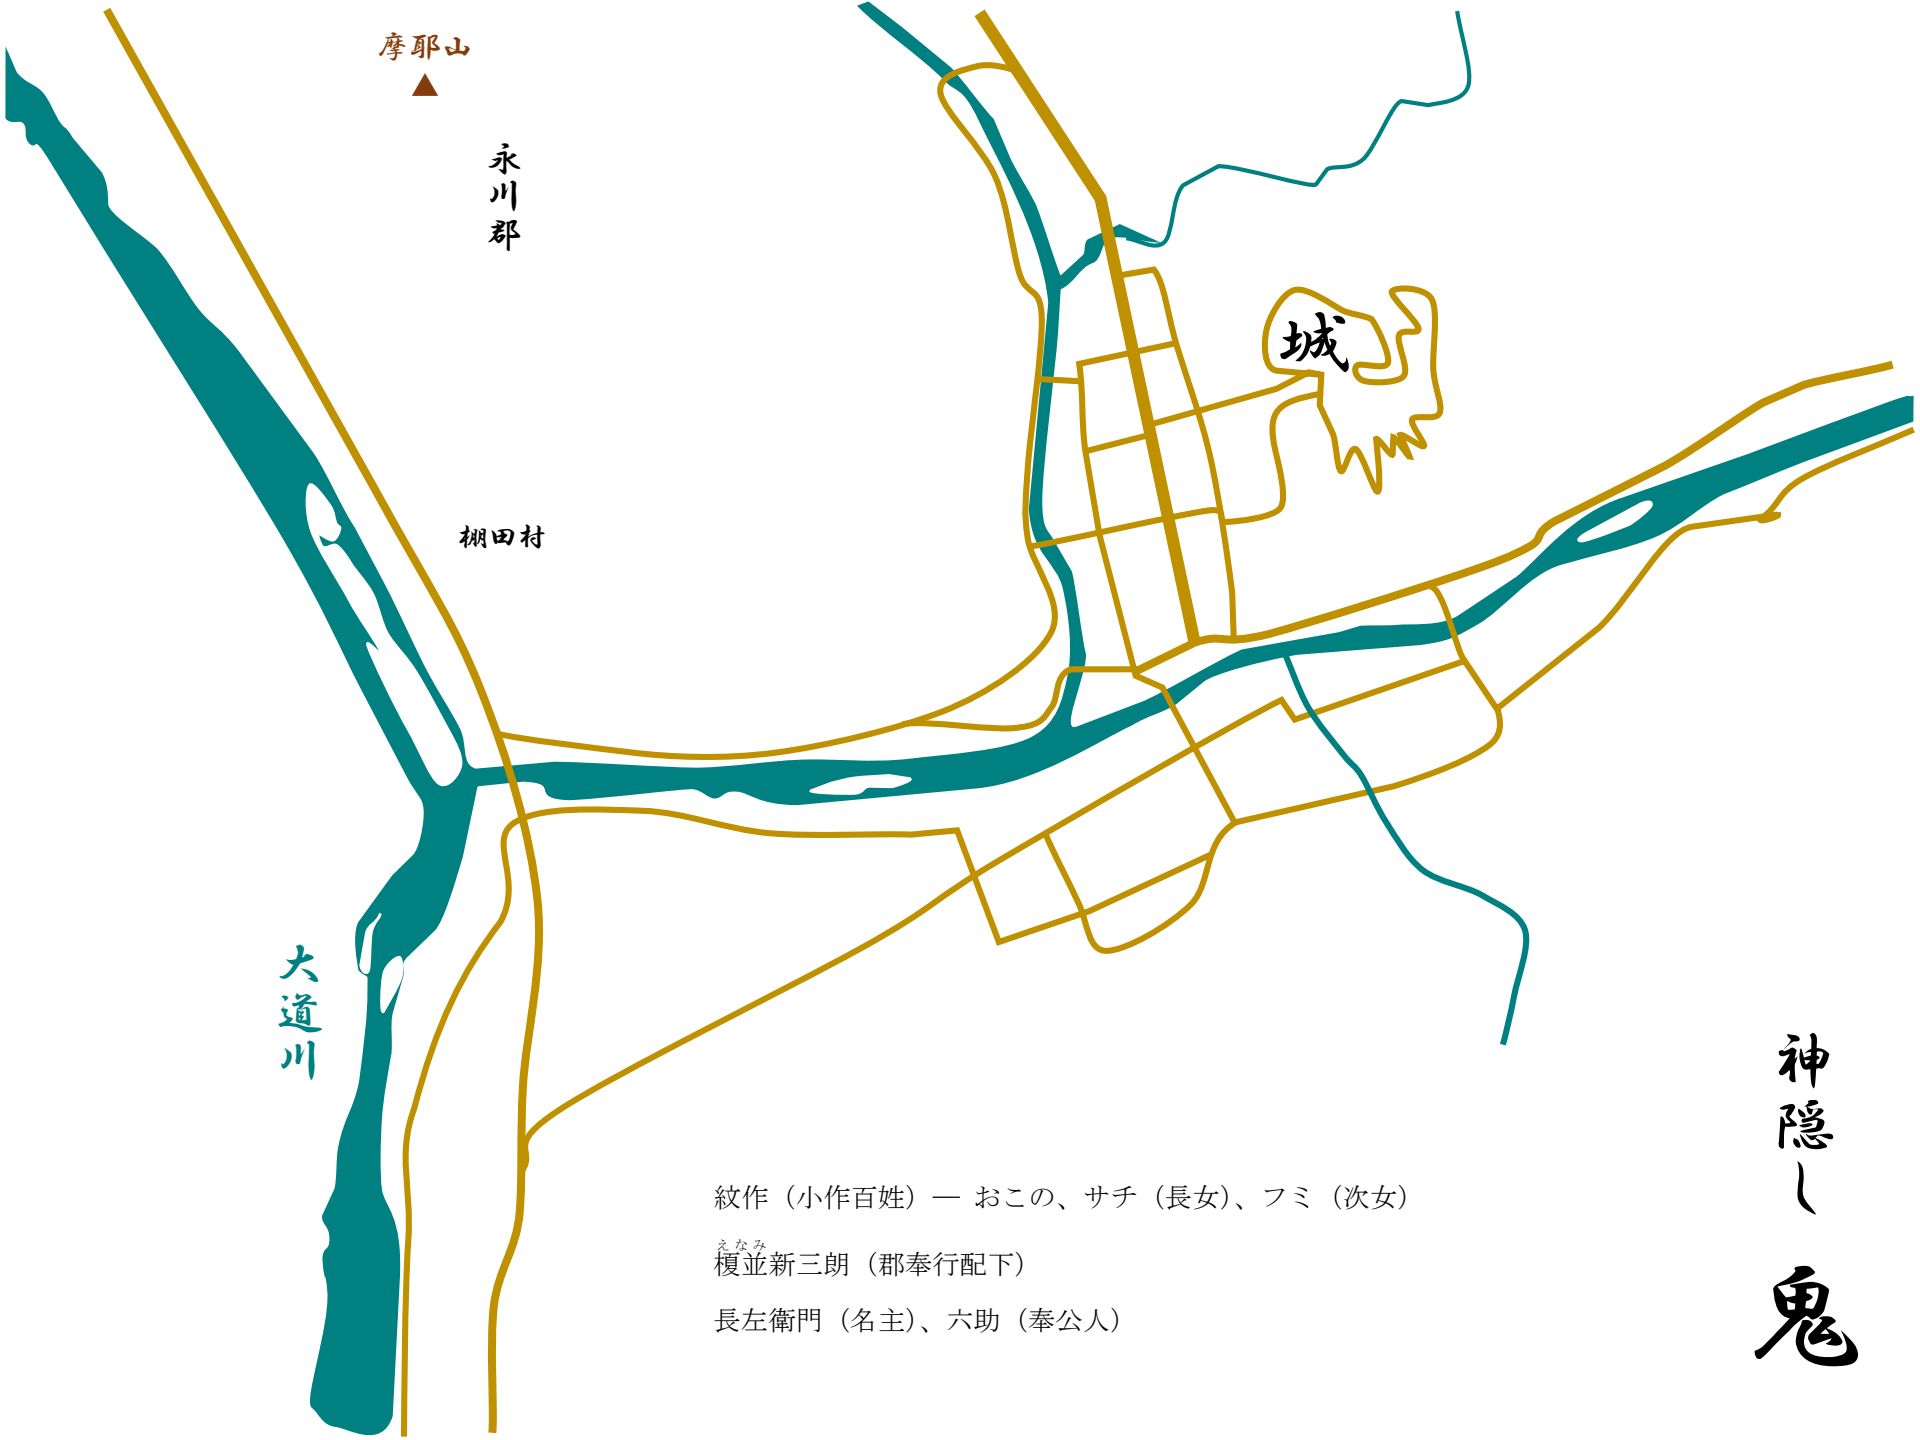 摩耶山
永川郡
城
棚田村
大道川
神隠し 鬼
紋作（小作百姓）― おこの、サチ（長女）、フミ（次女）
えなみ
榎並新三朗（郡奉行配下）
長左衛門（名主）、六助（奉公人）